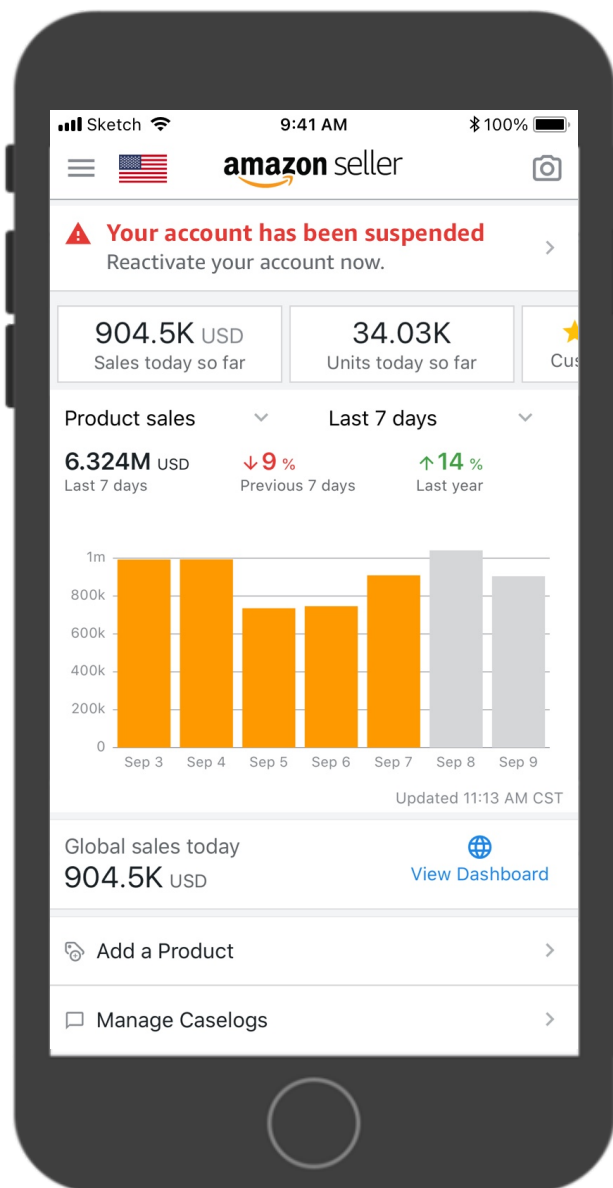 Sketch 9:41 AM 100%
amazon seller
Your account has been suspended
Reactivate your account now.
904.5K USD 34.03K
Sales today so far Units today so far
Product sales Last 7 days
6.324M USD ↓9 % ↑14 %
Last 7 days Previous 7 days Last year
1m
800k
600k
400k
200k
0
Sep 3 Sep 4 Sep 5 Sep 6 Sep 7 Sep 8 Sep 9
Updated 11:13 AM CST
Global sales today
904.5K USD
View Dashboard
Add a Product
Manage Caselogs